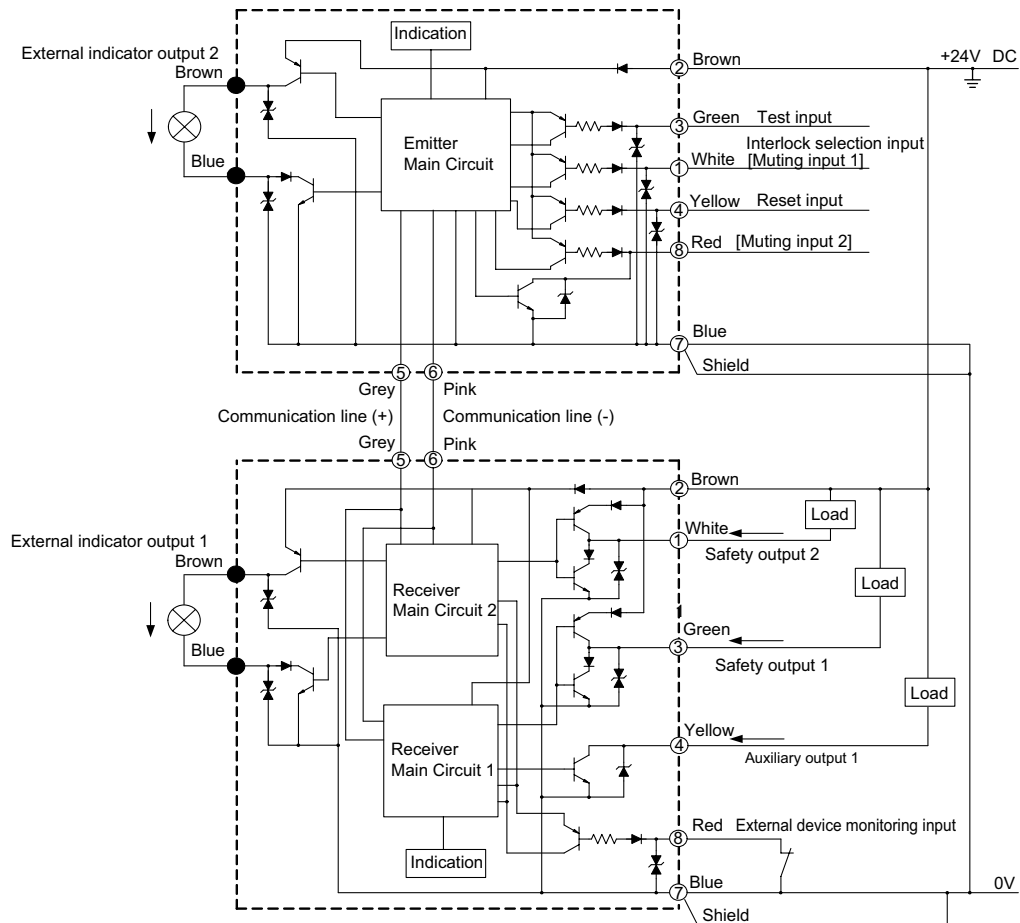 Indication
External indicator output 2
Brown
Blue
Emitter
Main Circuit
2 Brown
+24V DC
3 Green Test input
Interlock selection input
1 White [Muting input 1]
4 Yellow Reset input
8 Red [Muting input 2]
Blue
7
Shield
5 6
Grey Pink
Communication line (+) Communication line (-)
Grey Pink
5 6
2 Brown
Load
White
1
Safety output 2
External indicator output 1
Brown
Blue
Receiver
Main Circuit 2
Load
Green
3
Safety output 1
Load
Receiver
Main Circuit 1
Yellow
4
Auxiliary output 1
8 Red External device monitoring input
Indication
7 Blue
0V
Shield